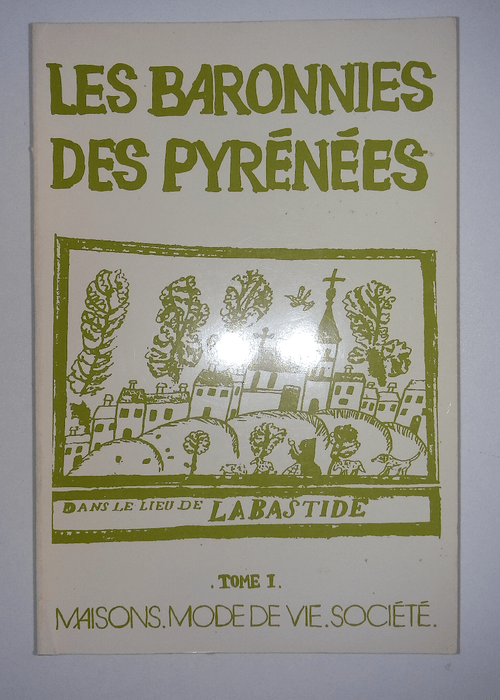 LES BARONNIES
DES PYRÉNÉES
DANS LE LIEU DE LABASTIDE
. TOME I .
MAISONS. MODE DE VIE. SOCIÉTÉ.